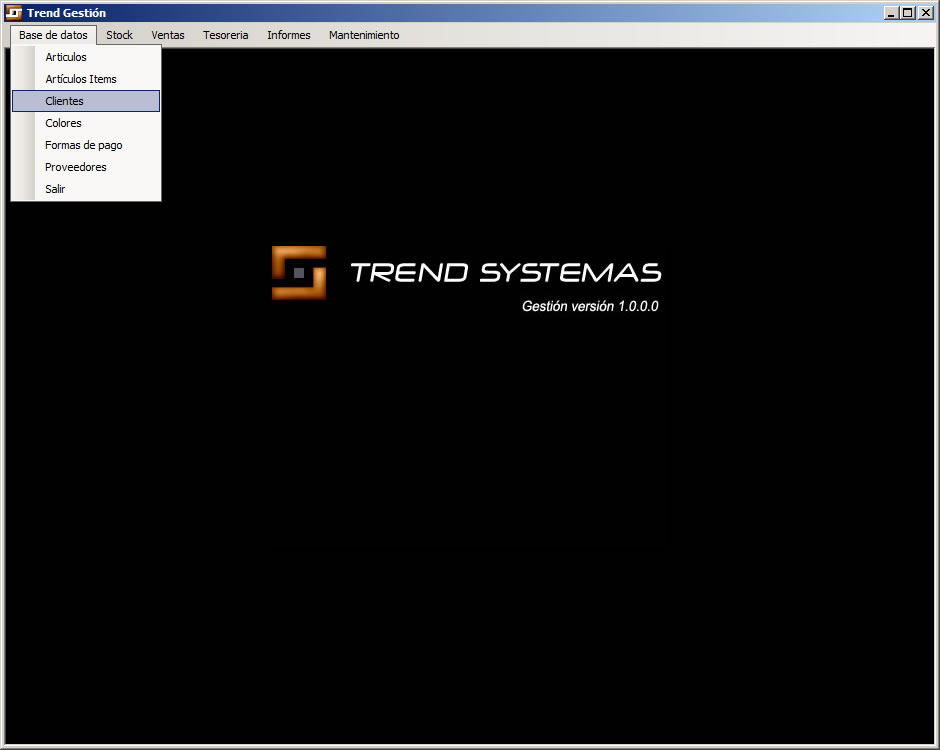 Trend Gestión
Base de datos Stock Ventas Tesoreria Informes Mantenimiento
Articulos
Artículos Items
Clientes
Colores
Formas de pago
Proveedores
Salir
TREND SYSTEMAS
Gestión versión 1.0.0.0